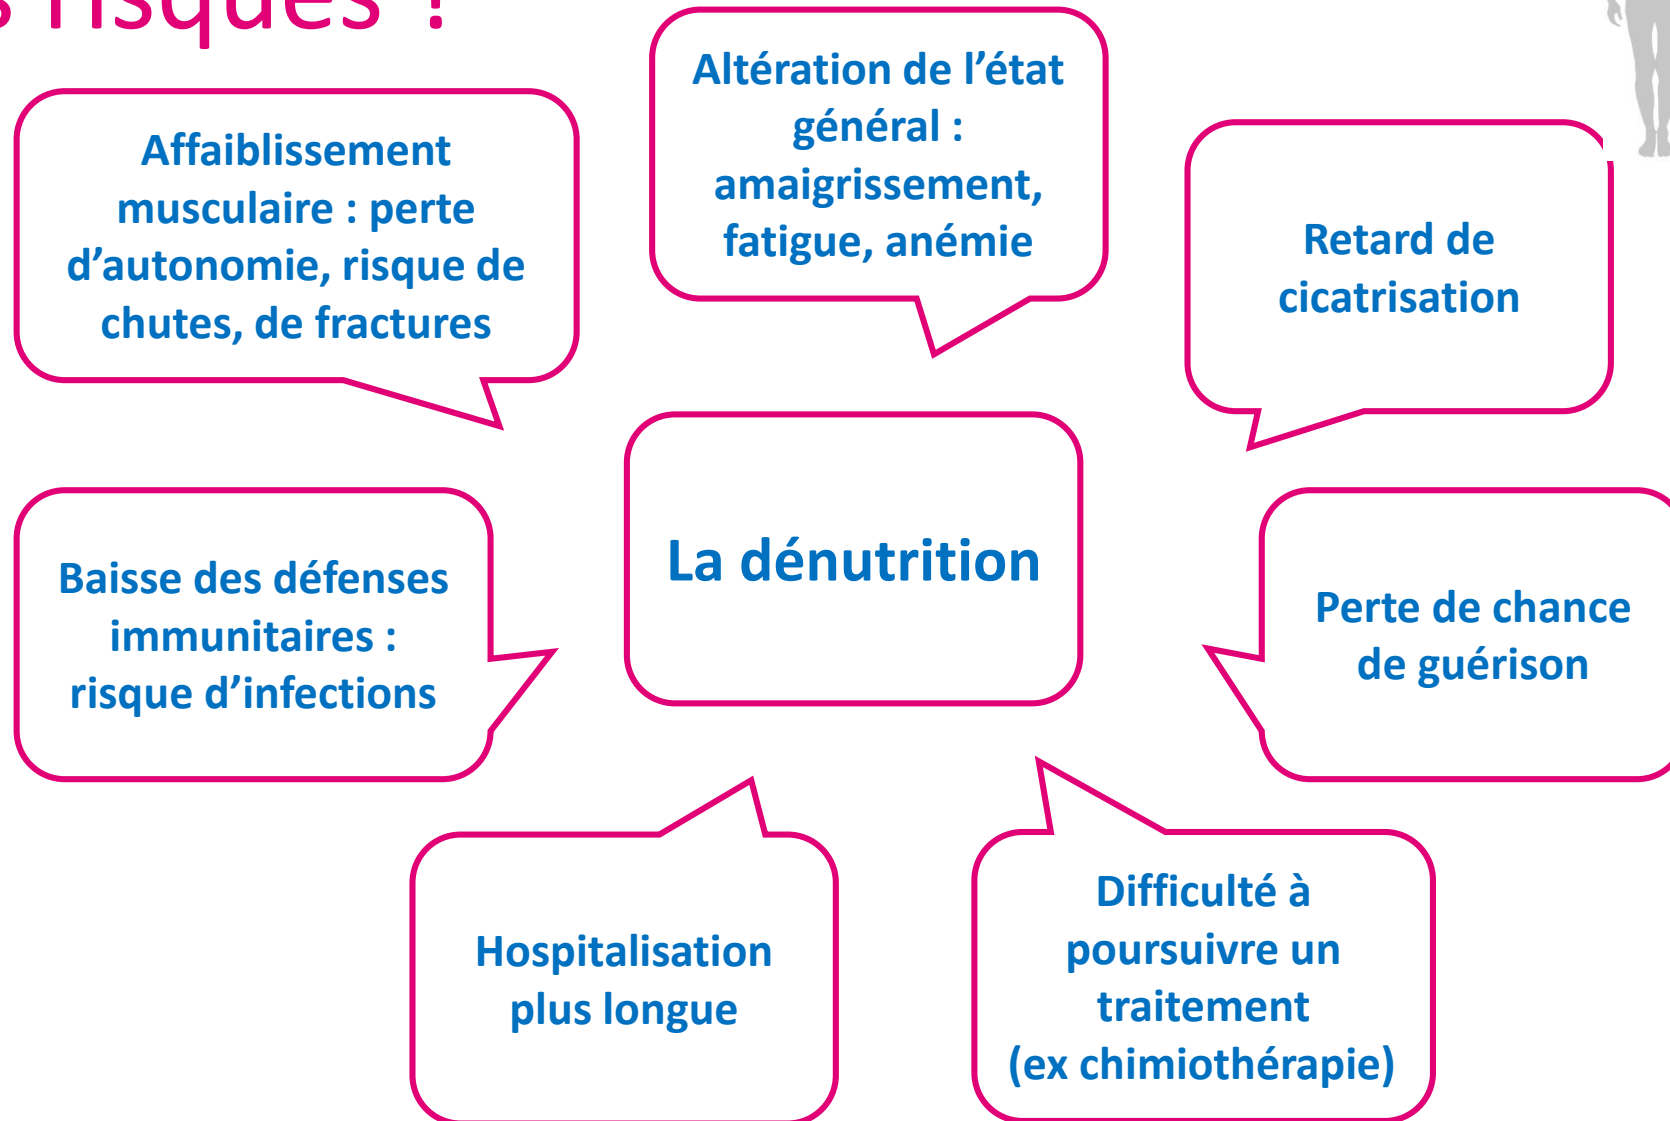 s risques ?
Altération de l’état
général :
amaigrissement,
fatigue, anémie
Affaiblissement
musculaire : perte
d’autonomie, risque de
chutes, de fractures
Retard de
cicatrisation
La dénutrition
Baisse des défenses
immunitaires :
risque d’infections
Perte de chance
de guérison
Hospitalisation
plus longue
Difficulté à
poursuivre un
traitement
(ex chimiothérapie)